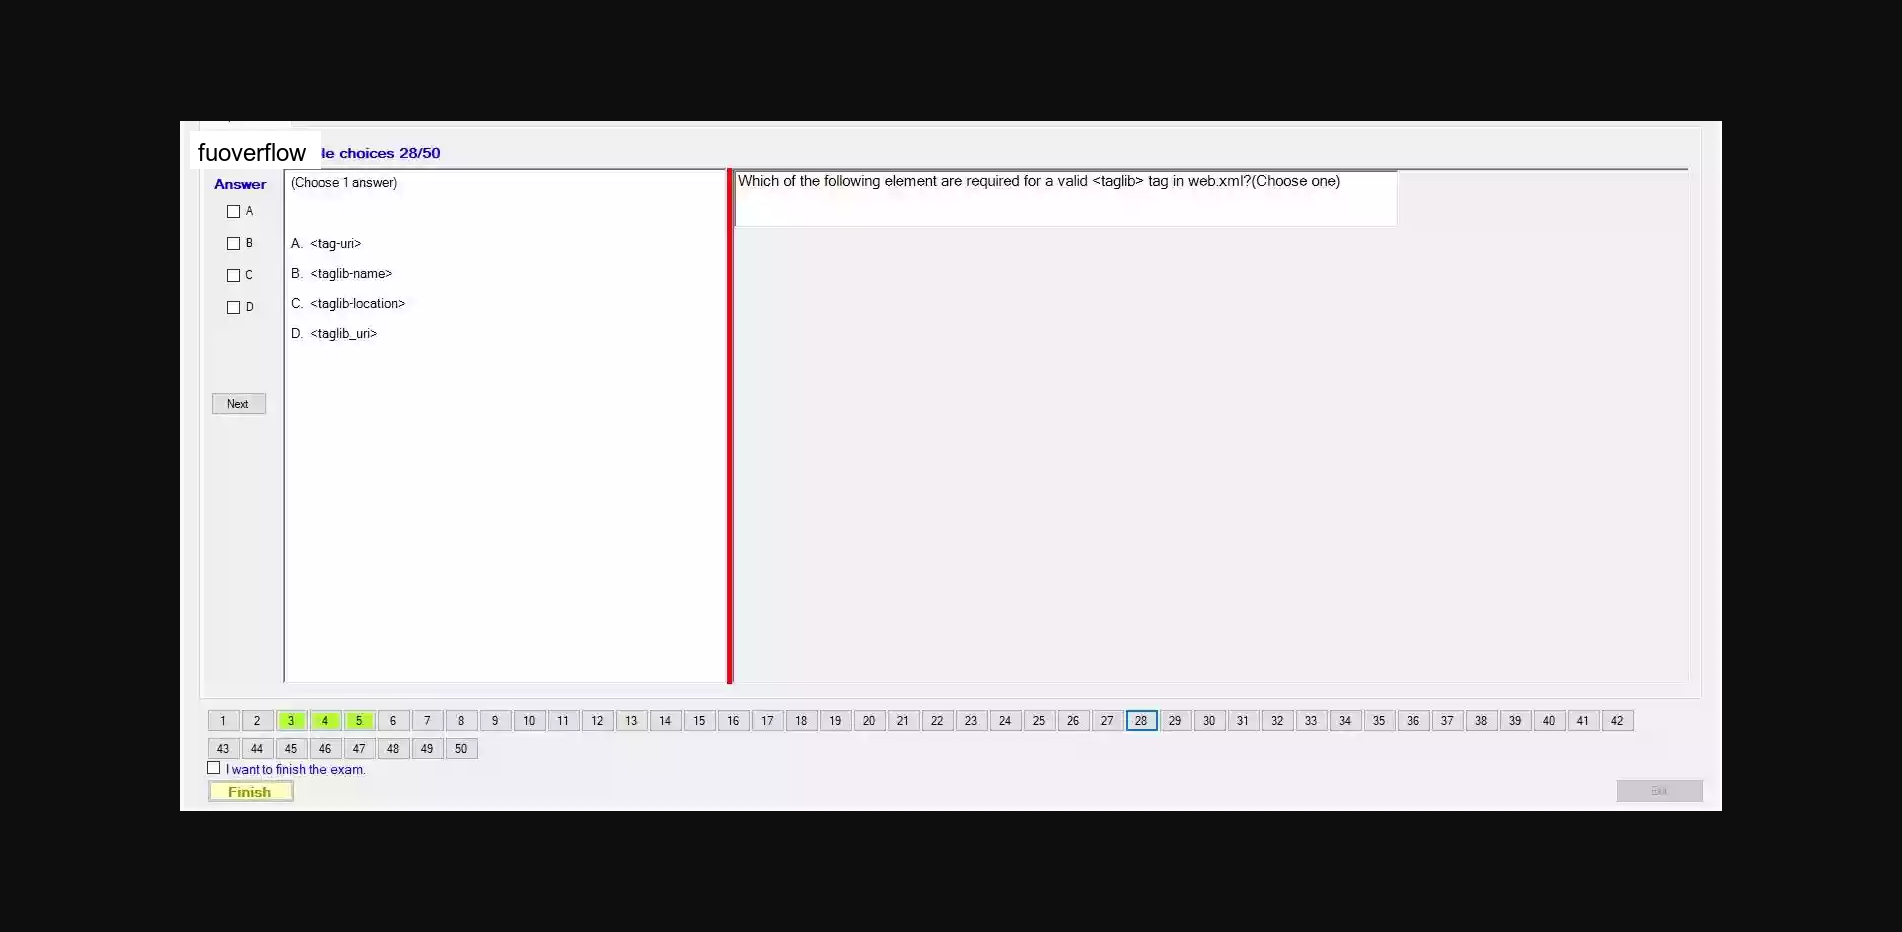 fuoverflow
le choices 28/50
Answer
A
B
C
D
Next
(Choose 1 answer)
A. <tag-uri>
B. <taglib-name>
C. <taglib-location>
D. <taglib_uri>
Which of the following element are required for a valid <taglib> tag in web.xml?(Choose one)
1 2 3 4 5 6 7 8 9 10 11 12 13 14 15 16 17 18 19 20 21 22 23 24 25 26 27 28 29 30 31 32 33 34 35 36 37 38 39 40 41 42
43 44 45 46 47 48 49 50
I want to finish the exam.
Finish
Exit